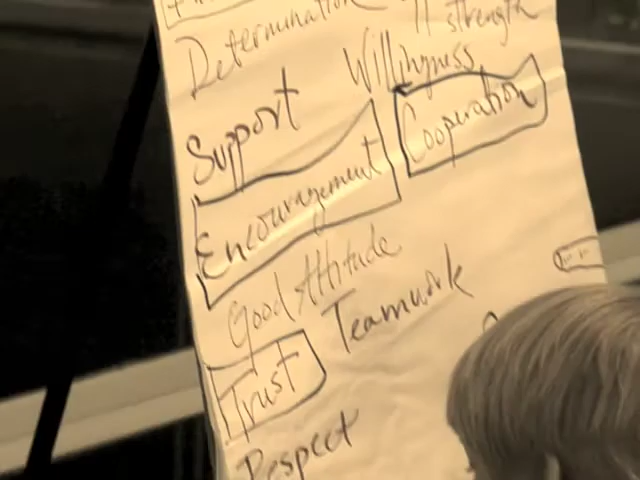 Determination
strength
Willingness
Support
Cooperation
Encouragement
Good Attitude
Teamwork
Trust
Respect